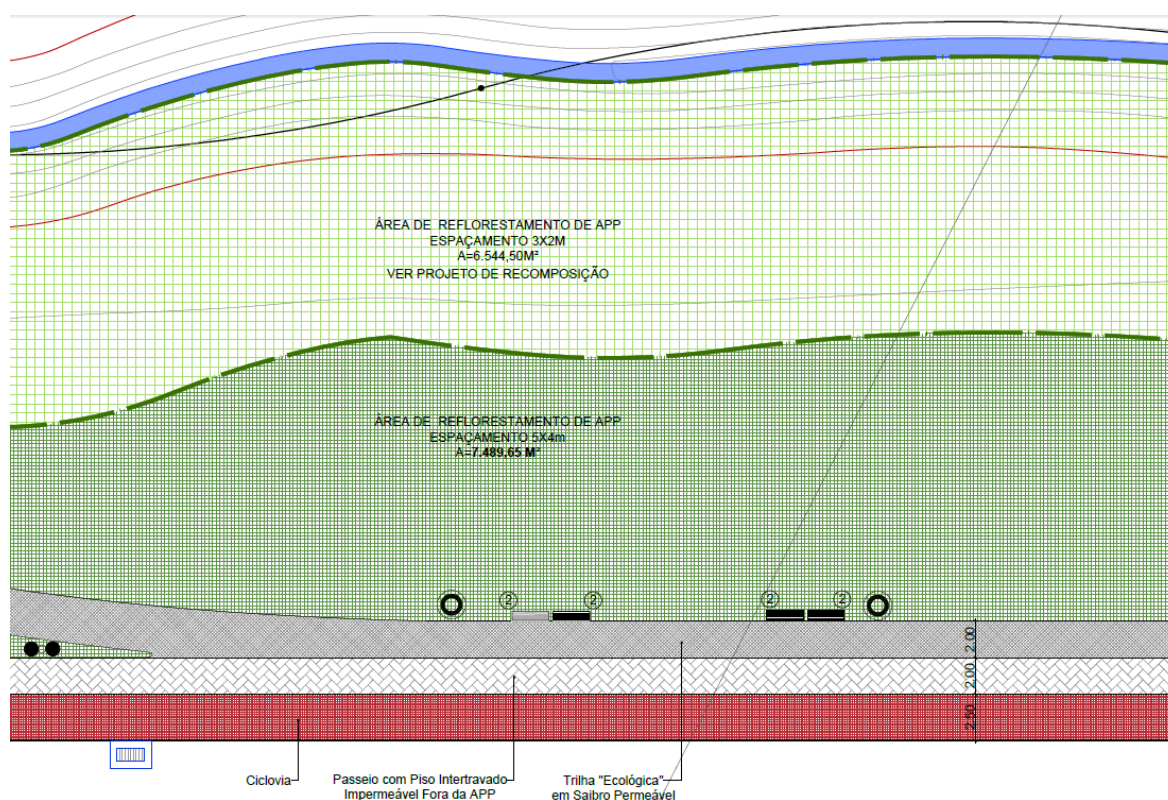 ÁREA DE REFLORESTAMENTO DE APP
ESPAÇAMENTO 3X2M
A=6.544,50M²
VER PROJETO DE RECOMPOSIÇÃO
ÁREA DE REFLORESTAMENTO DE APP
ESPAÇAMENTO 5X4m
A=7.489,65 M²
2 2 2 2
2.00
2.00
2.50
Ciclovia
Passeio com Piso Intertravado
Impermeável Fora da APP
Trilha "Ecológica"
em Saibro Permeável